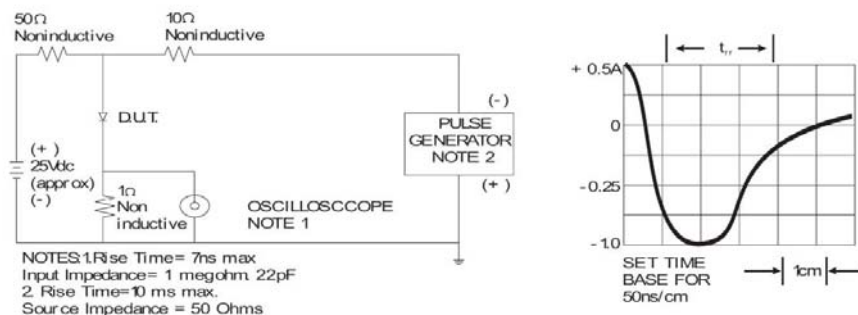 50Ω
Noninductive
10Ω
Noninductive
D.U.T.
(+)
25Vdc
(approx)
(-)
1Ω
Non
inductive
OSCILLOSCCOPE
NOTE 1
(-)
PULSE
GENERATOR
NOTE 2
(+)
NOTES:1.Rise Time= 7ns max
Input Impedance= 1 megohm. 22pF
2. Rise Time=10 ms max.
Source Impedance = 50 Ohms
trr
+ 0.5A
0
- 0.25
- 1.0
SET TIME
BASE FOR
50ns/cm
1cm